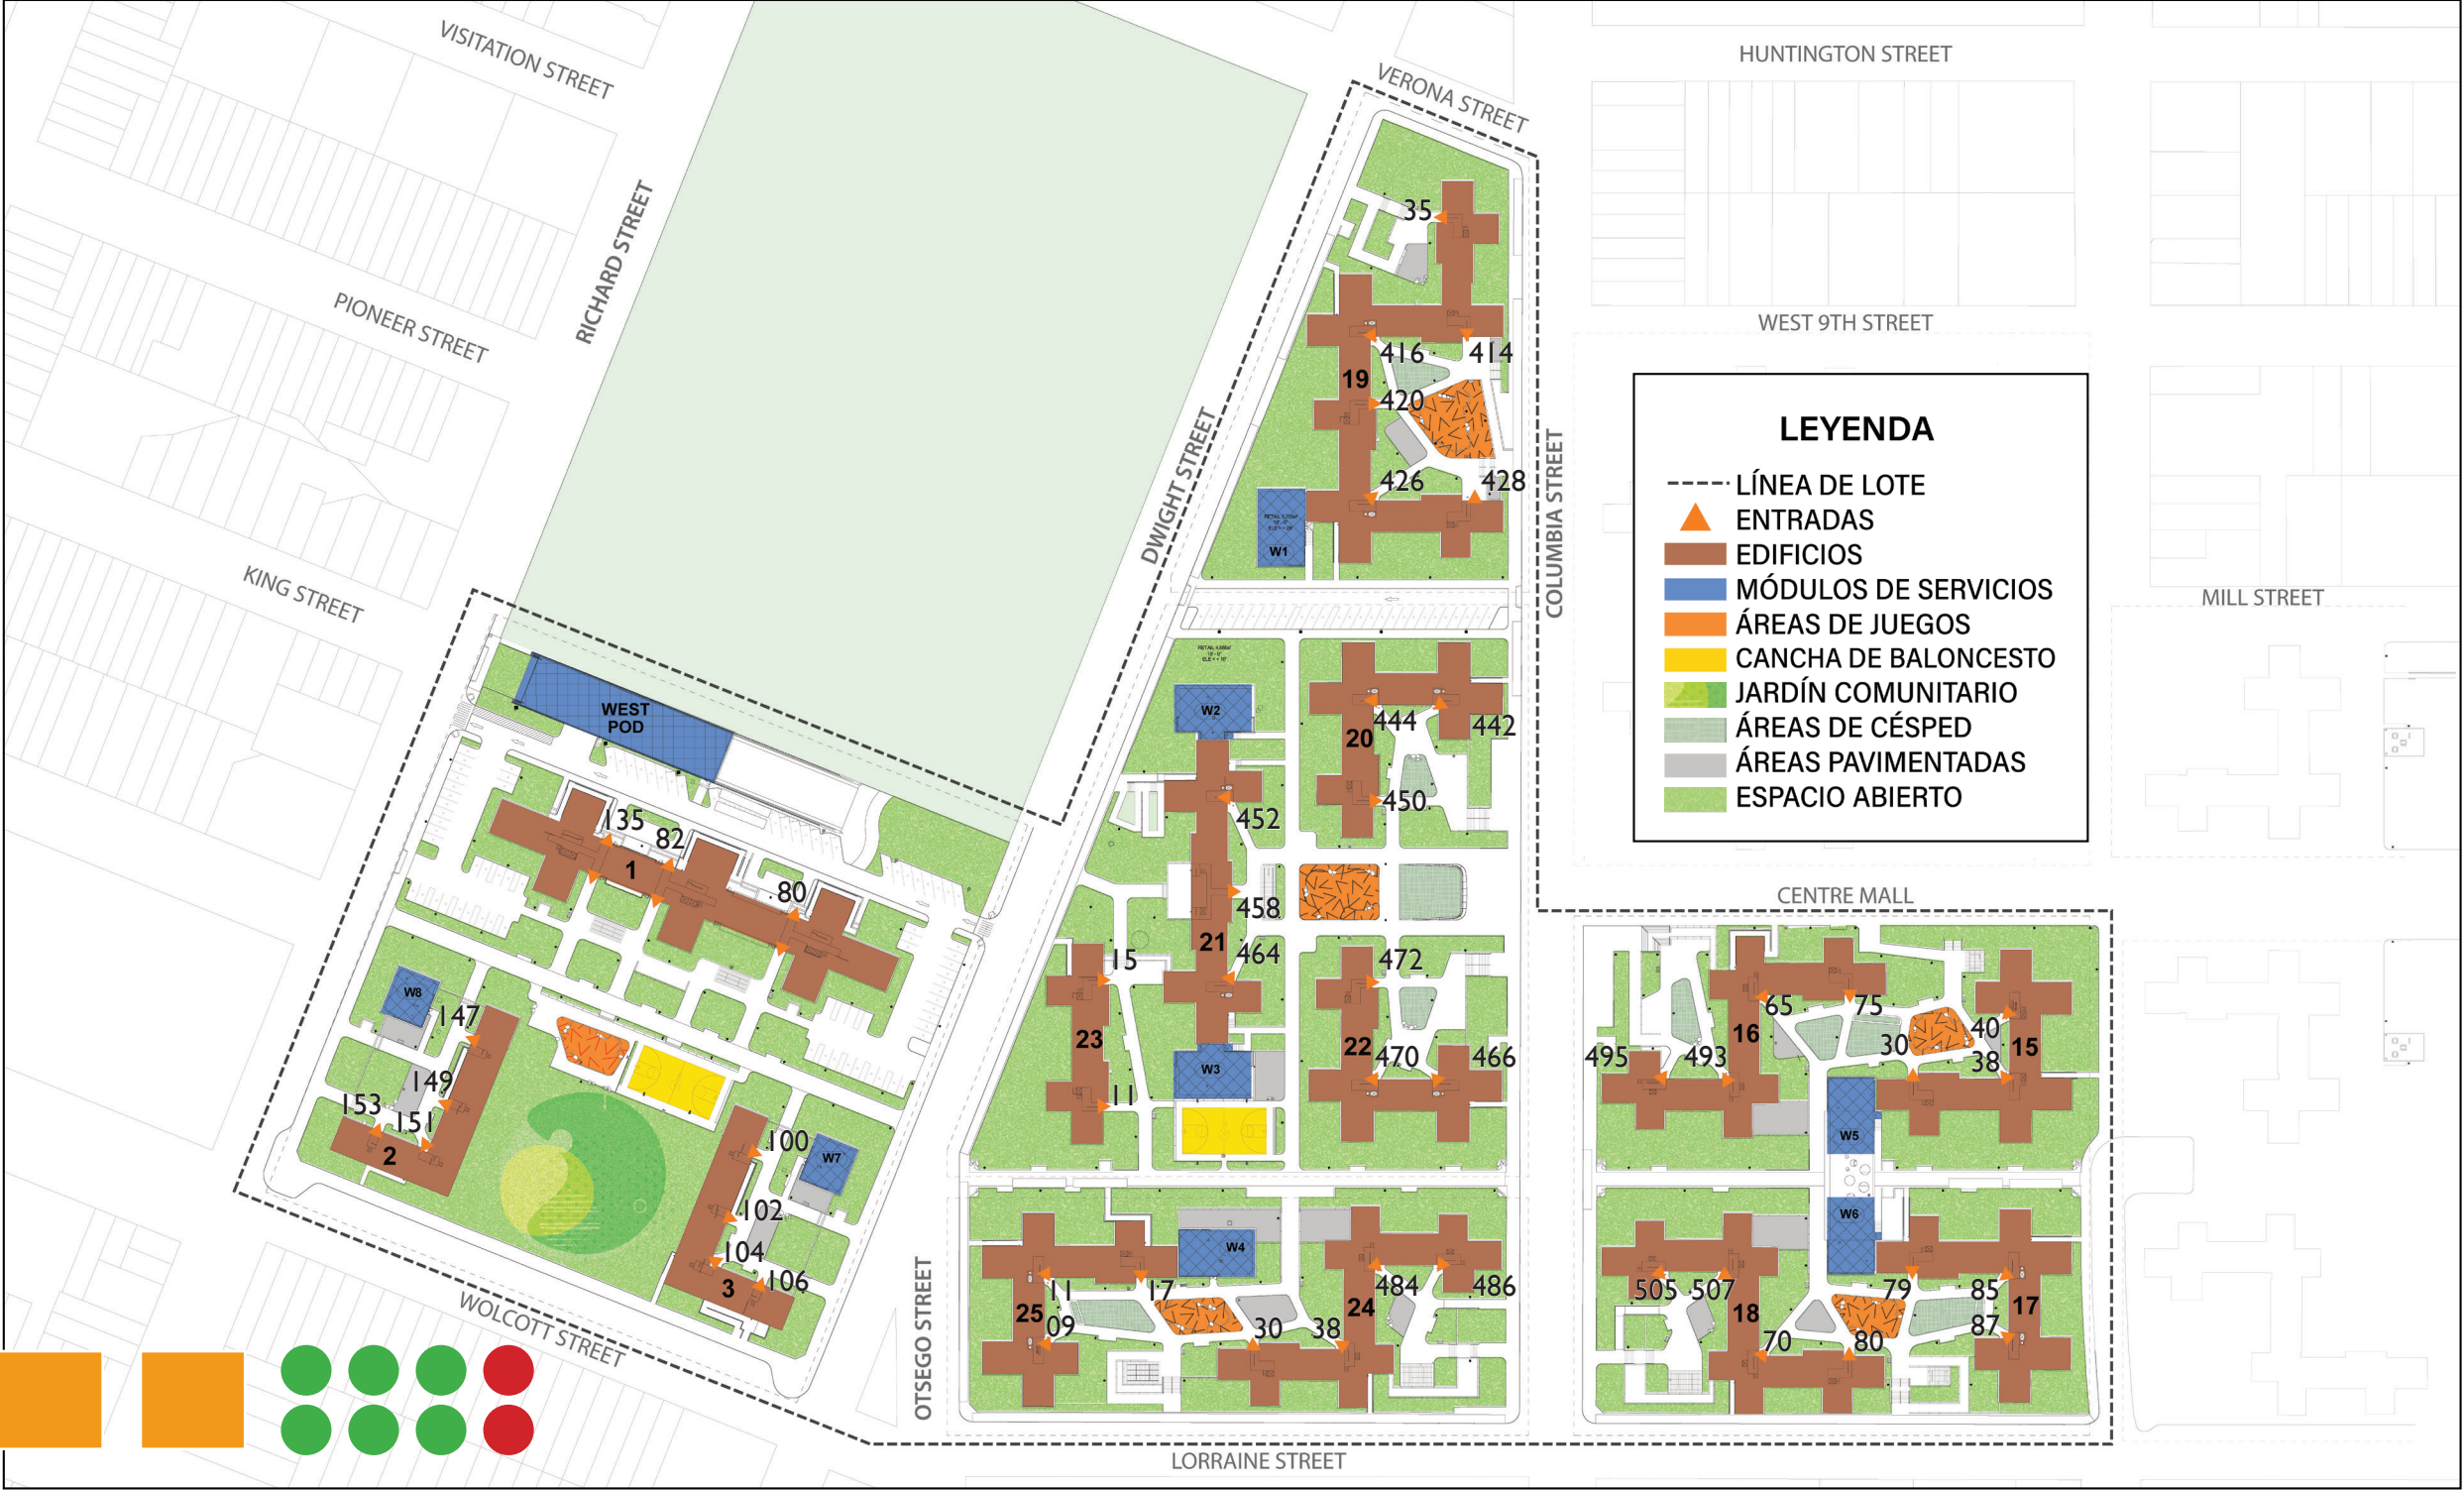 VISITATION STREET
HUNTINGTON STREET
VERONA STREET
RICHARD STREET
35
PIONEER STREET
WEST 9TH STREET
416
414
19
420
DWIGHT STREET
COLUMBIA STREET
426
428
W1
LEYENDA
LÍNEA DE LOTE
ENTRADAS
EDIFICIOS
MÓDULOS DE SERVICIOS
ÁREAS DE JUEGOS
CANCHA DE BALONCESTO
JARDÍN COMUNITARIO
ÁREAS DE CÉSPED
ÁREAS PAVIMENTADAS
ESPACIO ABIERTO
KING STREET
MILL STREET
WEST
POD
W2
444
442
20
450
452
135
82
1
80
458
21
464
CENTRE MALL
15
472
23
22
470
466
W3
11
W8
147
149
153
151
2
100
W7
102
104
106
3
65
75
16
30
40
38
15
495
493
W5
W6
505
507
18
79
85
17
87
70
80
W4
11
17
25
09
30
38
24
484
486
OTSEGO STREET
WOLCOTT STREET
LORRAINE STREET